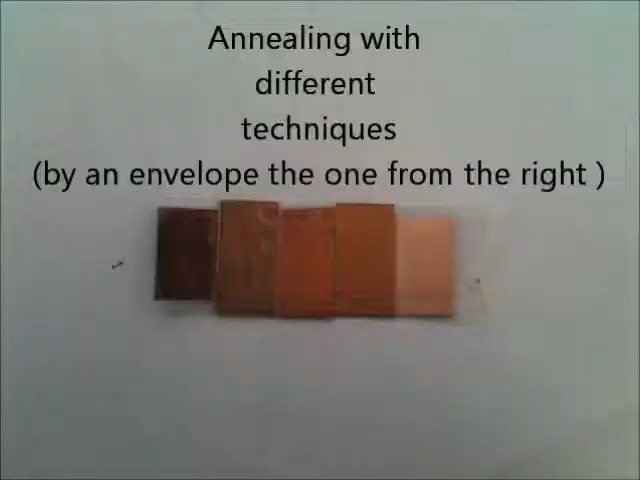 Annealing with
different
techniques
(by an envelope the one from the right )